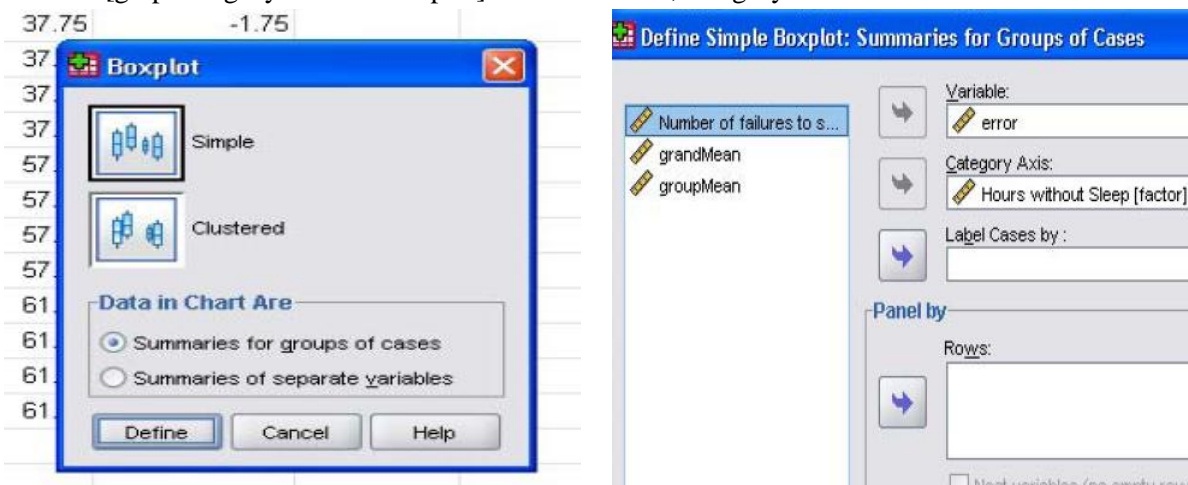 37.75 -1.75
37.
37.
37.
57.
57.
57.
57.
61.
61.
61.
61.
Boxplot
Simple
Clustered
Data in Chart Are
Summaries for groups of cases
Summaries of separate variables
Define Cancel Help
Define Simple Boxplot: Summaries for Groups of Cases
Number of failures to s...
grandMean
groupMean
Variable:
error
Category Axis:
Hours without Sleep [factor]
Label Cases by :
Panel by
Rows: